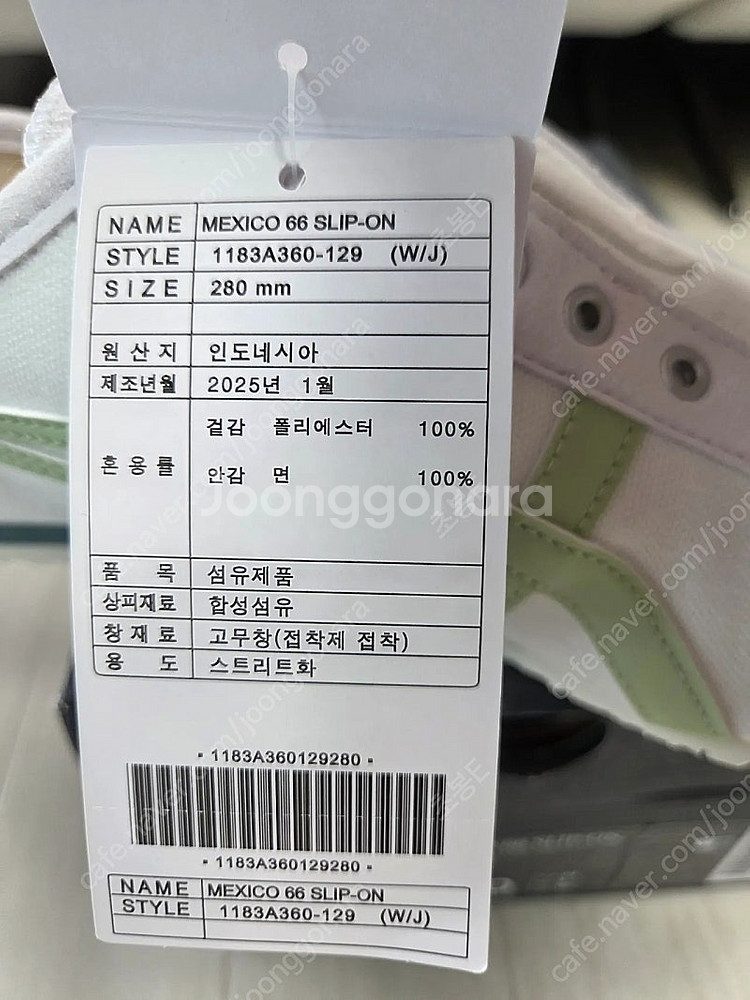 NAME MEXICO 66 SLIP-ON
STYLE 1183A360-129 (W/J)
SIZE 280 mm
원산지 인도네시아
제조년월 2025년 1월
혼용률 겉감 폴리에스터 100%
안감 면 100%
품목 섬유제품
상피재료 합성섬유
창재료 고무창(접착제 접착)
용도 스트리트화
- 1183A360129280 -
- 1183A360129280 -
NAME MEXICO 66 SLIP-ON
STYLE 1183A360-129 (W/J)
Joonggonara
cafe.naver.com/joonggonara
초봉E